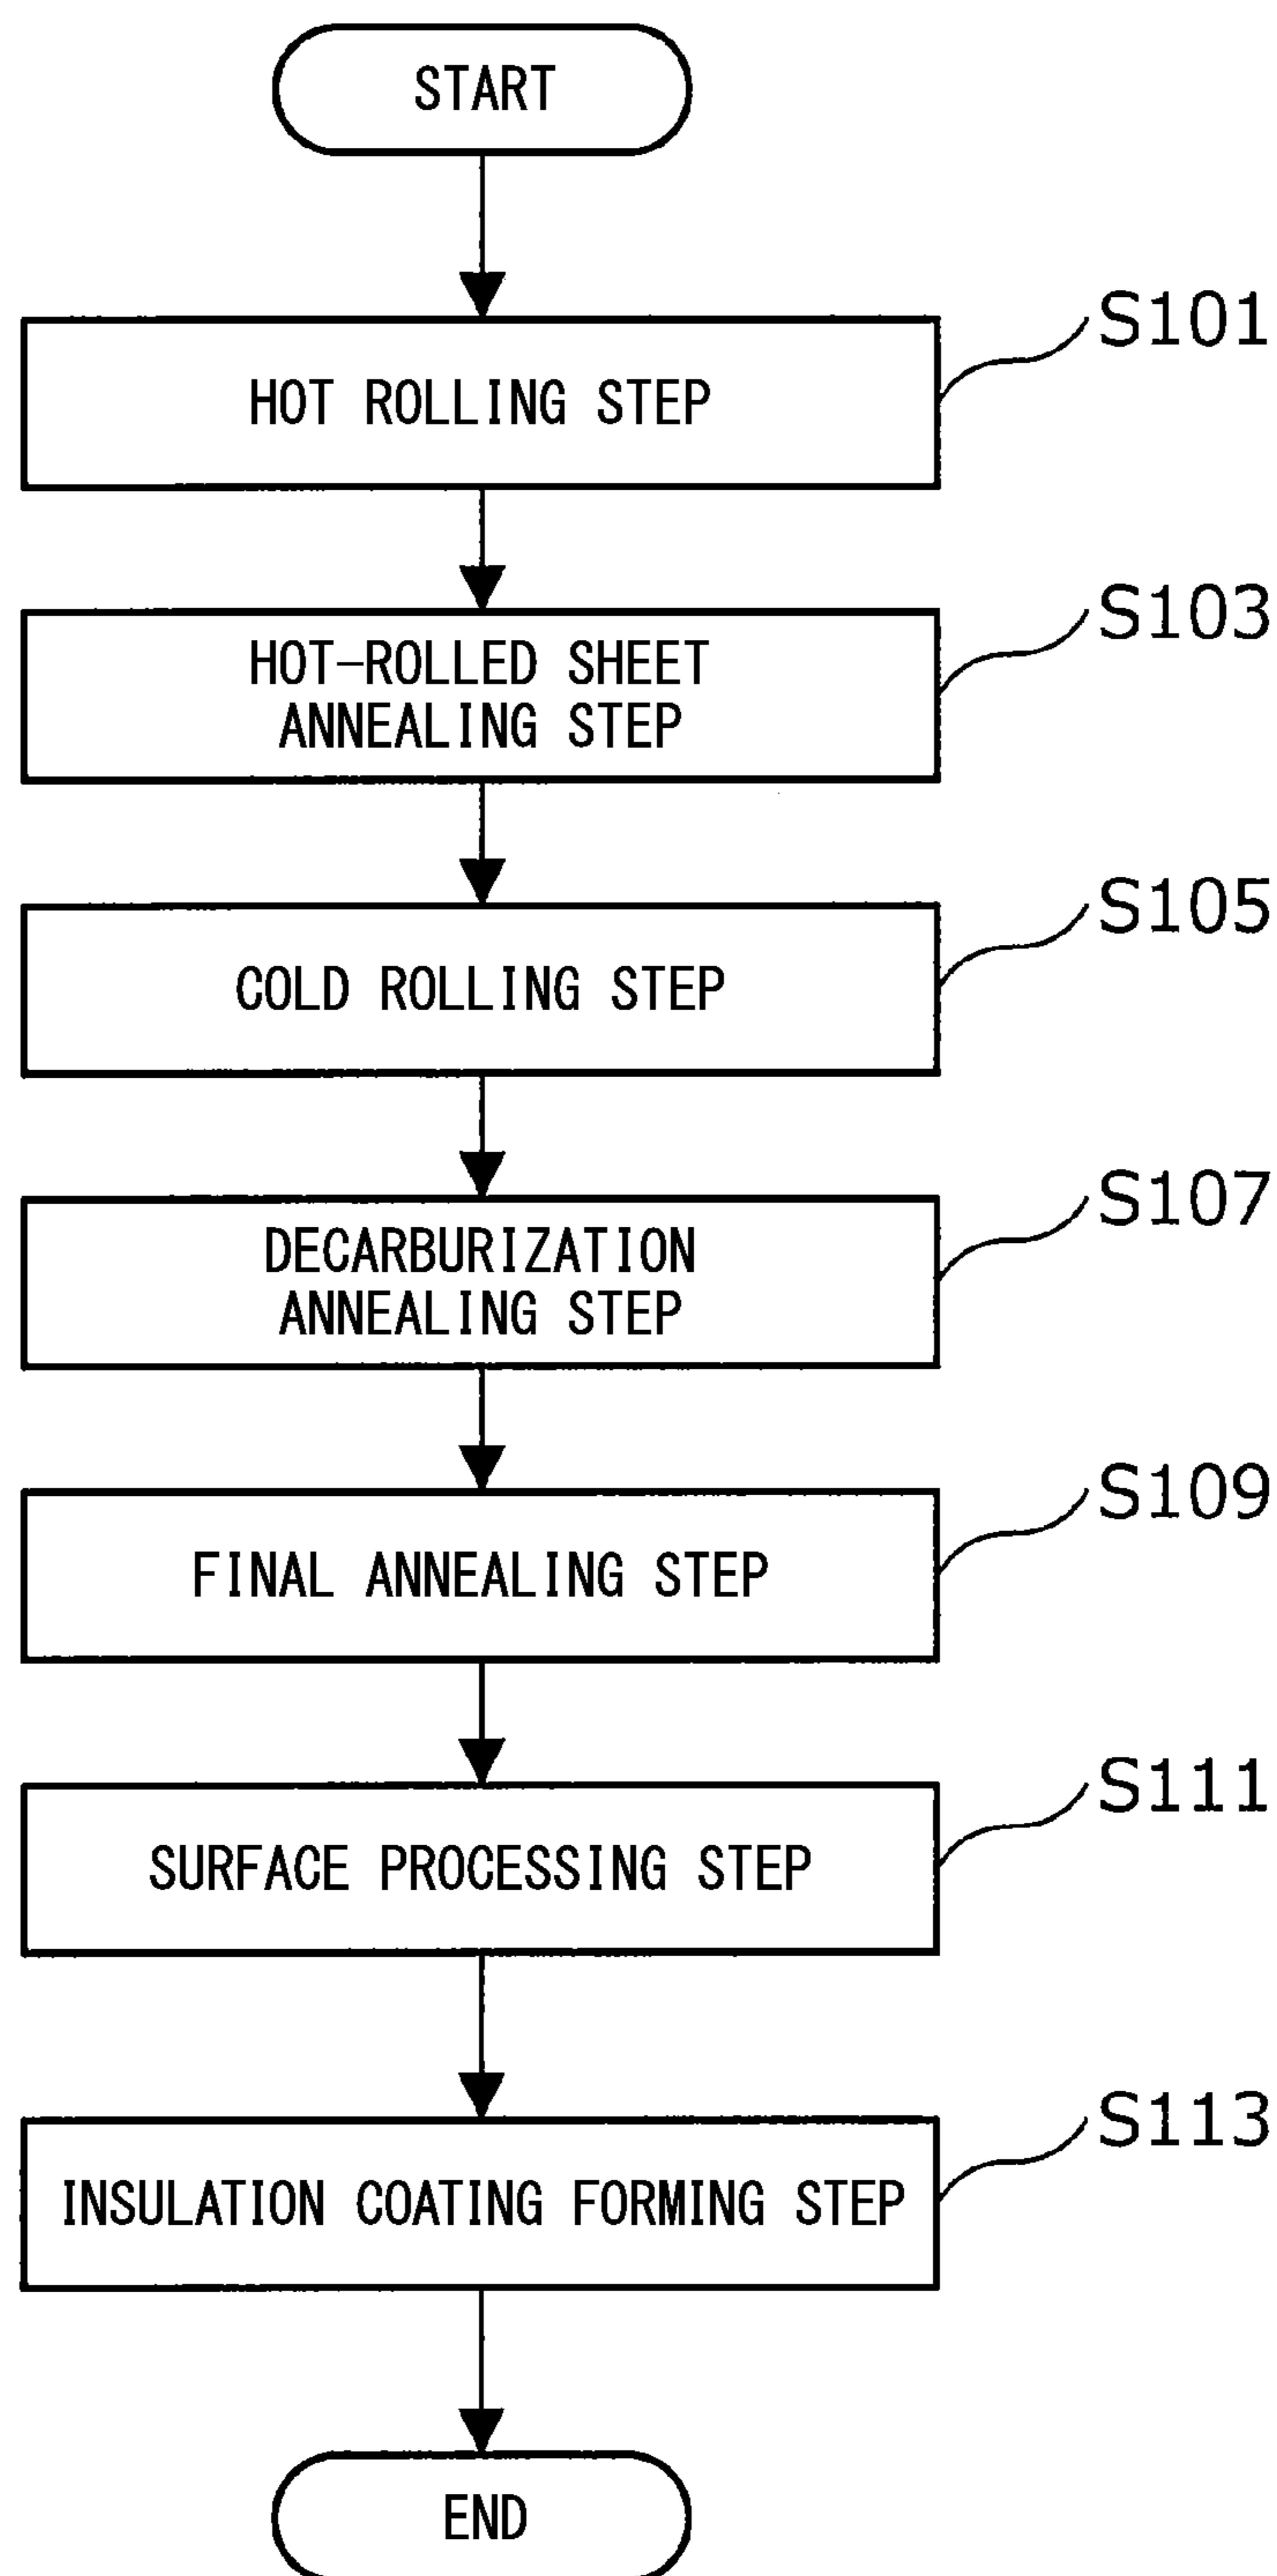 START
S101
HOT ROLLING STEP
S103
HOT-ROLLED SHEET
ANNEALING STEP
S105
COLD ROLLING STEP
S107
DECARBURIZATION
ANNEALING STEP
S109
FINAL ANNEALING STEP
S111
SURFACE PROCESSING STEP
S113
INSULATION COATING FORMING STEP
END